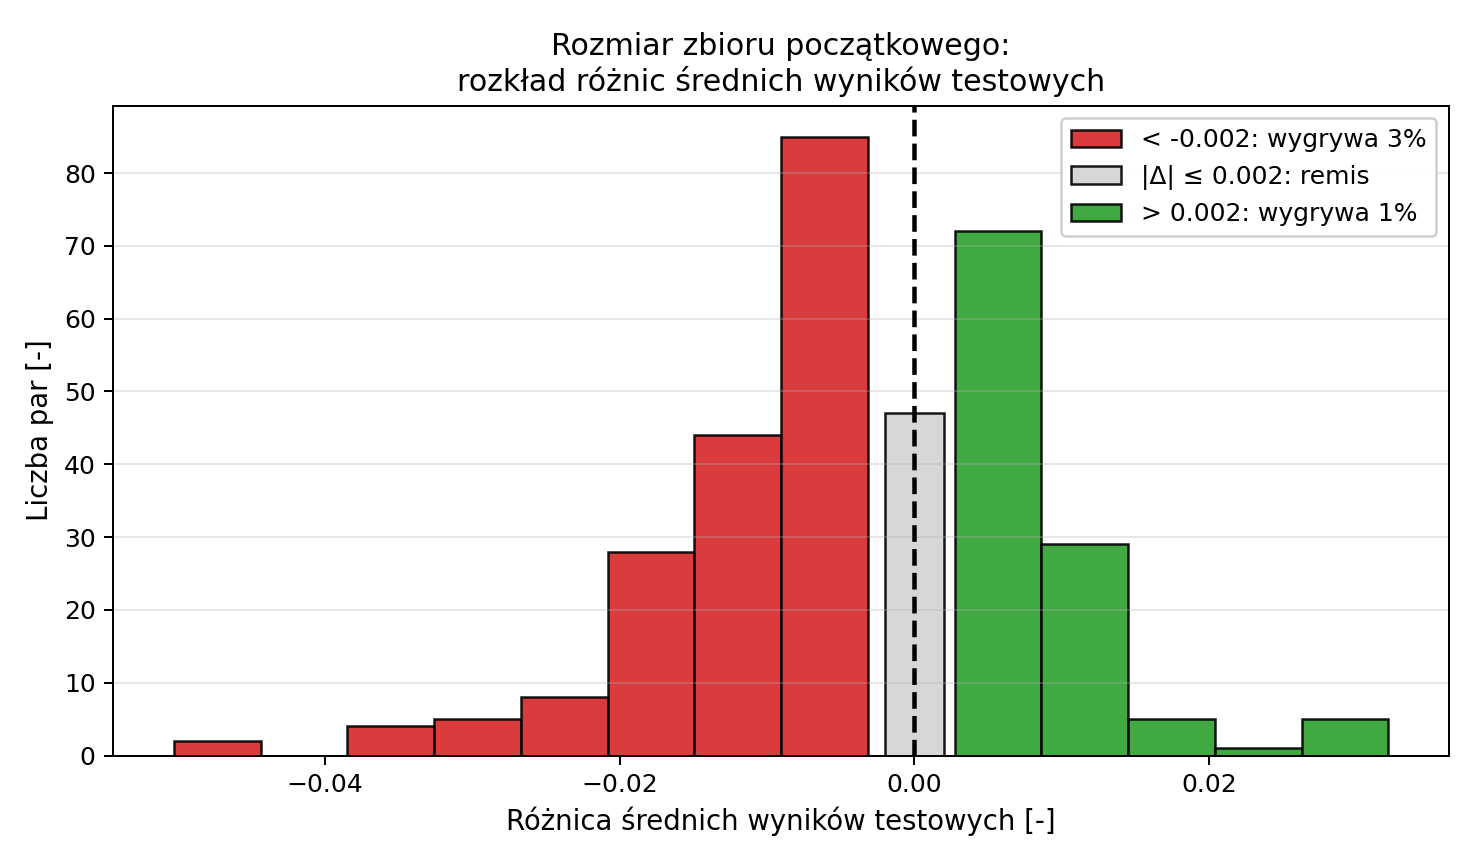 Rozmiar zbioru początkowego:
rozkład różnic średnich wyników testowych
< -0.002: wygrywa 3%
|Δ| ≤ 0.002: remis
> 0.002: wygrywa 1%
Liczba par [-]
80
70
60
50
40
30
20
10
0
−0.04
−0.02
0.00
0.02
Różnica średnich wyników testowych [-]